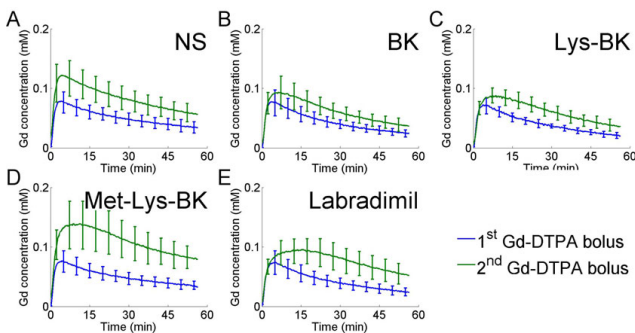 A
NS
Gd concentration (mM)
0.2
0.1
0
0 15 30 45 60
Time (min)
B
BK
Gd concentration (mM)
0.2
0.1
0
0 15 30 45 60
Time (min)
C
Lys-BK
Gd concentration (mM)
0.2
0.1
0
0 15 30 45 60
Time (min)
D
Met-Lys-BK
Gd concentration (mM)
0.2
0.1
0
0 15 30 45 60
Time (min)
E
Labradimil
Gd concentration (mM)
0.2
0.1
0
0 15 30 45 60
Time (min)
1st Gd-DTPA bolus
2nd Gd-DTPA bolus